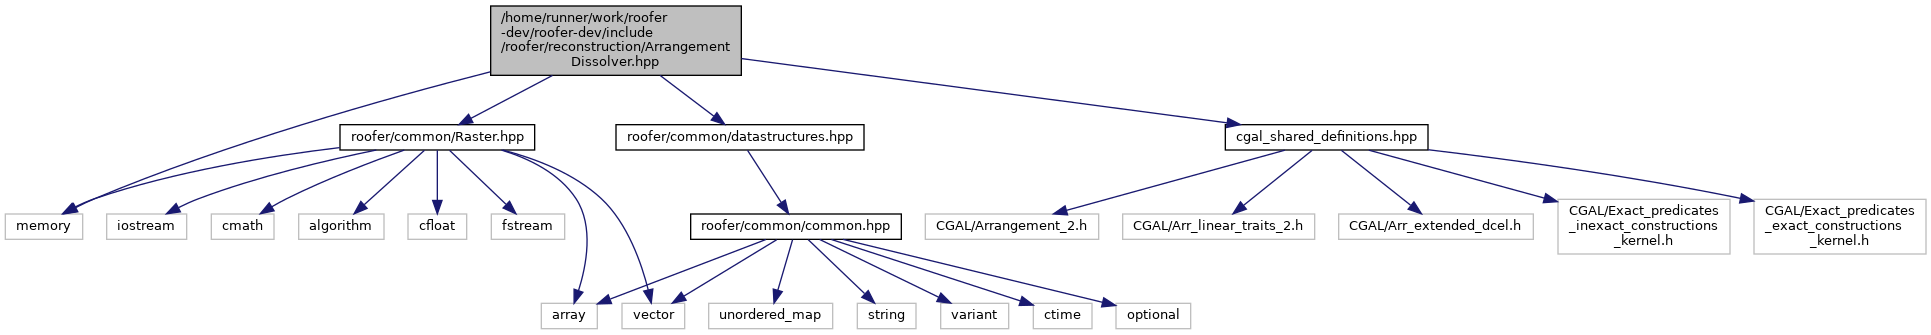 /home/runner/work/roofer
-dev/roofer-dev/include
/roofer/reconstruction/Arrangement
Dissolver.hpp
roofer/common/Raster.hpp
roofer/common/datastructures.hpp
cgal_shared_definitions.hpp
memory
iostream
cmath
algorithm
cfloat
fstream
roofer/common/common.hpp
CGAL/Arrangement_2.h
CGAL/Arr_linear_traits_2.h
CGAL/Arr_extended_dcel.h
CGAL/Exact_predicates
_inexact_constructions
_kernel.h
CGAL/Exact_predicates
_exact_constructions
_kernel.h
array
vector
unordered_map
string
variant
ctime
optional